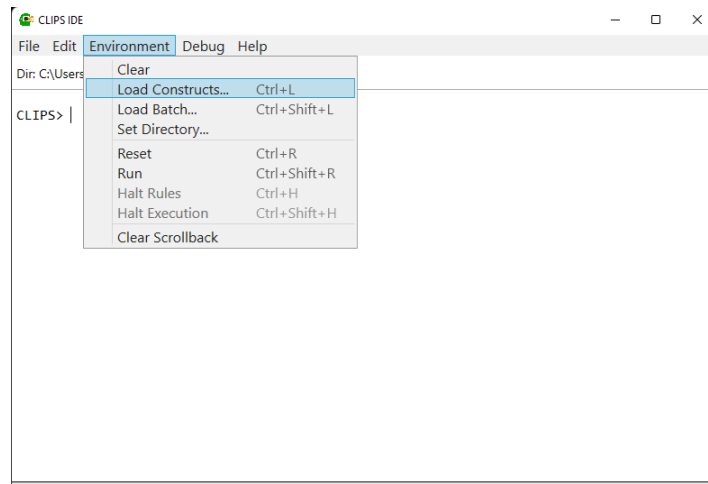 CLIPS IDE
File Edit Environment Debug Help
Dir: C:\Users
Clear
Load Constructs... Ctrl+L
CLIPS>
Load Batch... Ctrl+Shift+L
Set Directory...
Reset Ctrl+R
Run Ctrl+Shift+R
Halt Rules Ctrl+H
Halt Execution Ctrl+Shift+H
Clear Scrollback